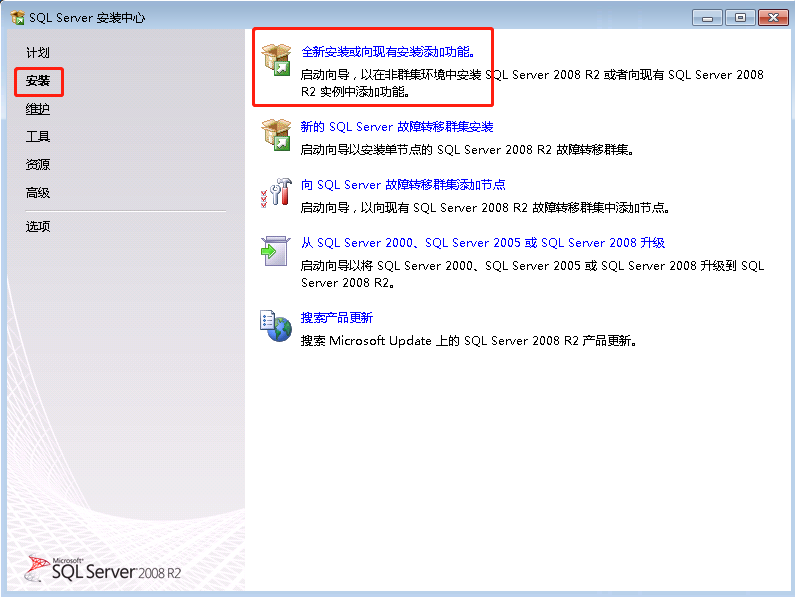 SQL Server 安装中心
计划
安装
维护
工具
资源
高级
选项
全新安装或向现有安装添加功能。
启动向导，以在非群集环境中安装 SQL Server 2008 R2 或者向现有 SQL Server 2008
R2 实例中添加功能。
新的 SQL Server 故障转移群集安装
启动向导以安装单节点的 SQL Server 2008 R2 故障转移群集。
向 SQL Server 故障转移群集添加节点
启动向导，以向现有 SQL Server 2008 R2 故障转移群集中添加节点。
从 SQL Server 2000、SQL Server 2005 或 SQL Server 2008 升级
启动向导以将 SQL Server 2000、SQL Server 2005 或 SQL Server 2008 升级到 SQL
Server 2008 R2。
搜索产品更新
搜索 Microsoft Update 上的 SQL Server 2008 R2 产品更新。
Microsoft®
SQL Server 2008 R2